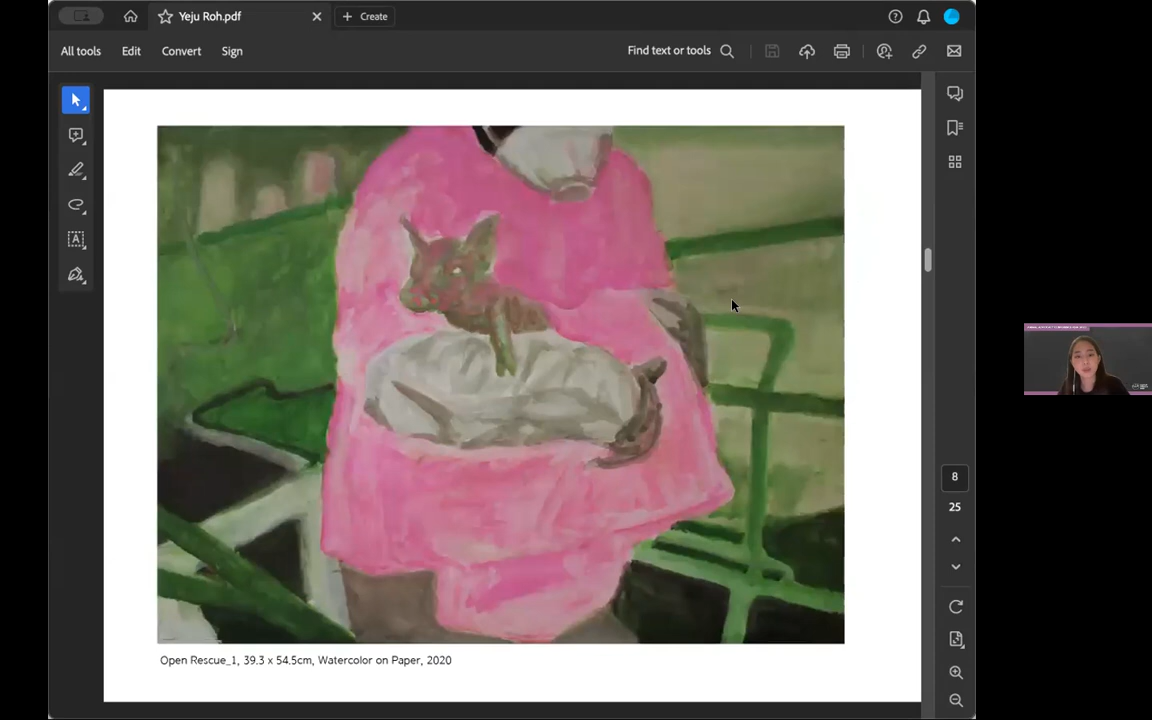 Yeju Roh.pdf
Create
All tools
Edit
Convert
Sign
Find text or tools
8
25
Open Rescue_1, 39.3 x 54.5cm, Watercolor on Paper, 2020